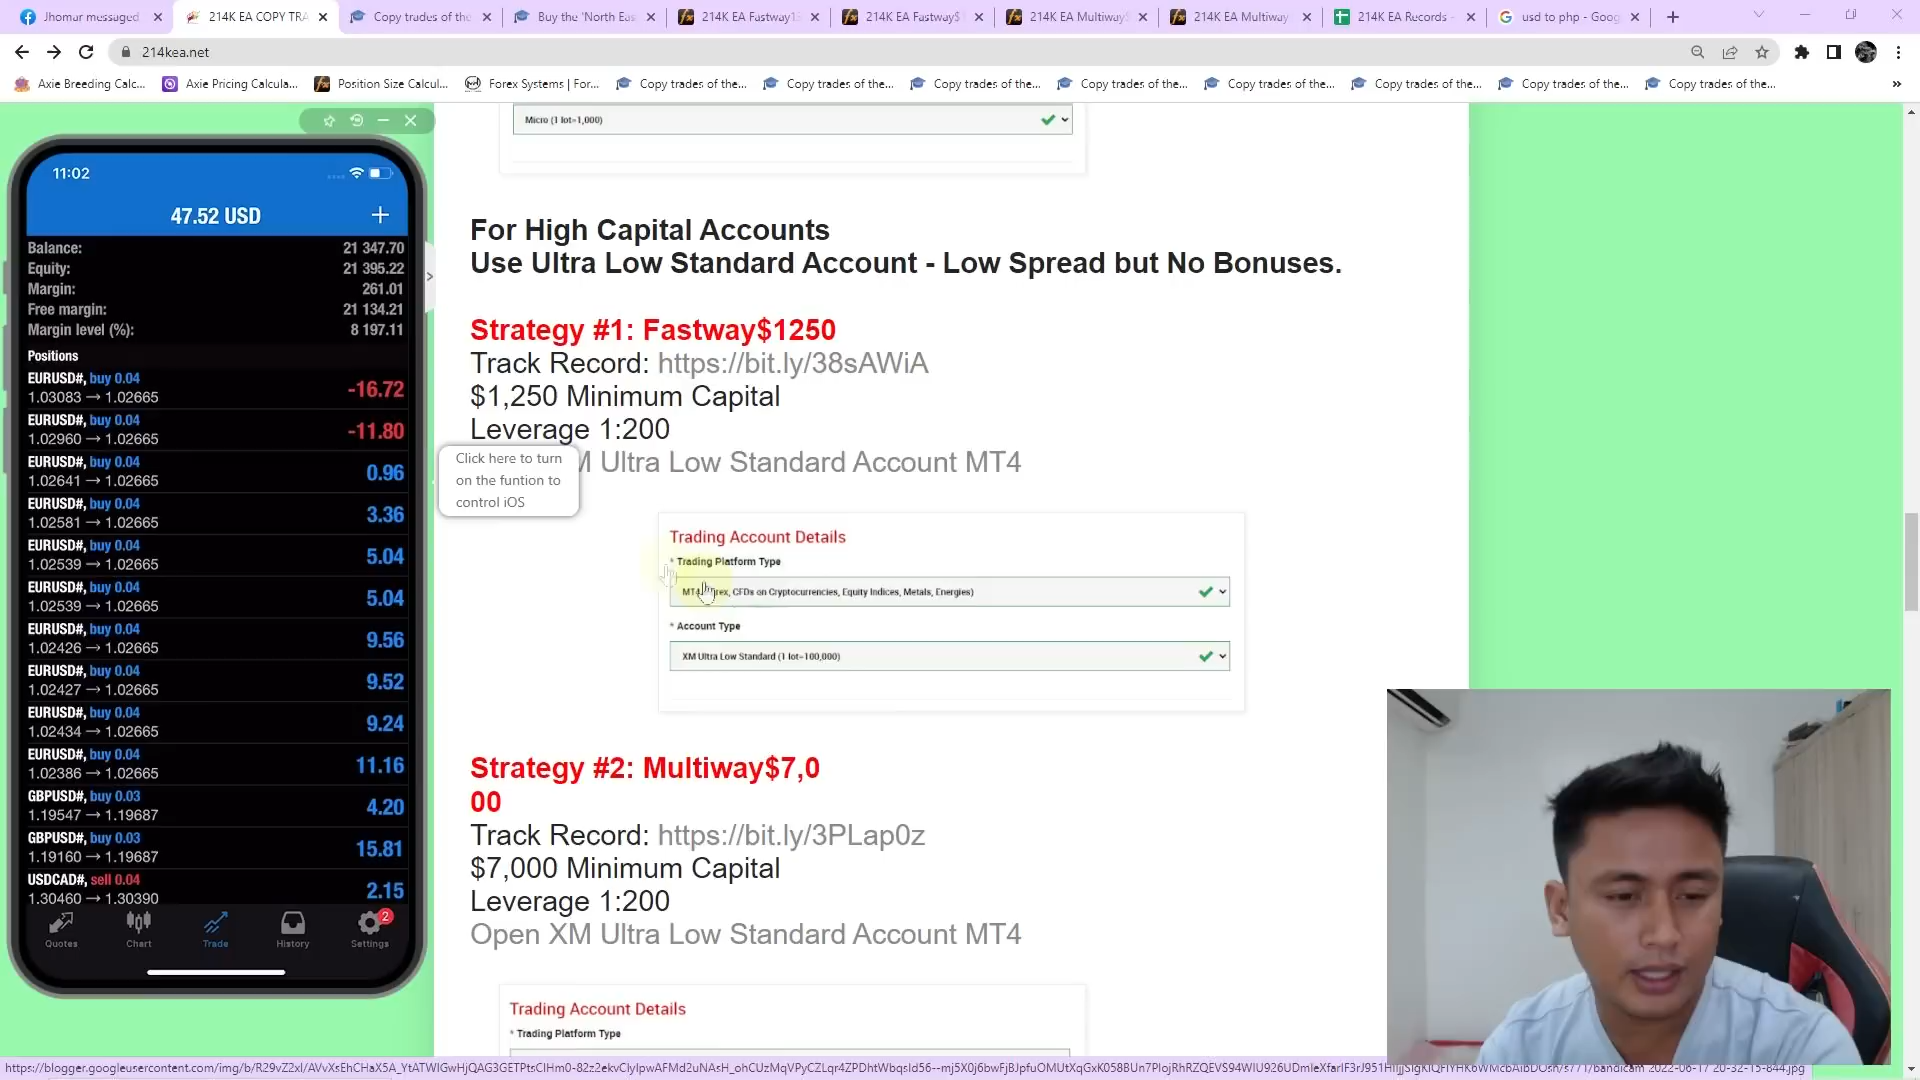 Jhomar messaged
214K EA COPY TRA
Copy trades of the
Buy the 'North Eas
214K EA Fastway1
214K EA Fastway$
214K EA Multiway$
214K EA Multiway
214K EA Records -
usd to php - Goog
214kea.net
Axie Breeding Calc...
Axie Pricing Calcula...
Position Size Calcul...
Forex Systems | For...
Copy trades of the...
Copy trades of the...
Copy trades of the...
Copy trades of the...
Copy trades of the...
Copy trades of the...
Copy trades of the...
Copy trades of the...
11:02
47.52 USD
Balance: 21 347.70
Equity: 21 395.22
Margin: 261.01
Free margin: 21 134.21
Margin level (%): 8 197.11
Positions
EURUSD#, buy 0.04
1.03083 → 1.02665 -16.72
EURUSD#, buy 0.04
1.02960 → 1.02665 -11.80
EURUSD#, buy 0.04
1.02641 → 1.02665 0.96
EURUSD#, buy 0.04
1.02581 → 1.02665 3.36
EURUSD#, buy 0.04
1.02539 → 1.02665 5.04
EURUSD#, buy 0.04
1.02539 → 1.02665 5.04
EURUSD#, buy 0.04
1.02426 → 1.02665 9.56
EURUSD#, buy 0.04
1.02427 → 1.02665 9.52
EURUSD#, buy 0.04
1.02434 → 1.02665 9.24
EURUSD#, buy 0.04
1.02386 → 1.02665 11.16
GBPUSD#, buy 0.03
1.19547 → 1.19687 4.20
GBPUSD#, buy 0.03
1.19160 → 1.19687 15.81
USDCAD#, sell 0.04
1.30460 → 1.30390 2.15
Quotes Chart Trade History Settings
2
Click here to turn
on the funtion to
control iOS
Micro (1 lot=1,000)
For High Capital Accounts
Use Ultra Low Standard Account - Low Spread but No Bonuses.
Strategy #1: Fastway$1250
Track Record: https://bit.ly/38sAWiA
$1,250 Minimum Capital
Leverage 1:200
M Ultra Low Standard Account MT4
Trading Account Details
* Trading Platform Type
CFDs on Cryptocurrencies, Equity Indices, Metals, Energies)
* Account Type
XM Ultra Low Standard (1 lot=100,000)
Strategy #2: Multiway$7,0
00
Track Record: https://bit.ly/3PLap0z
$7,000 Minimum Capital
Leverage 1:200
Open XM Ultra Low Standard Account MT4
Trading Account Details
* Trading Platform Type